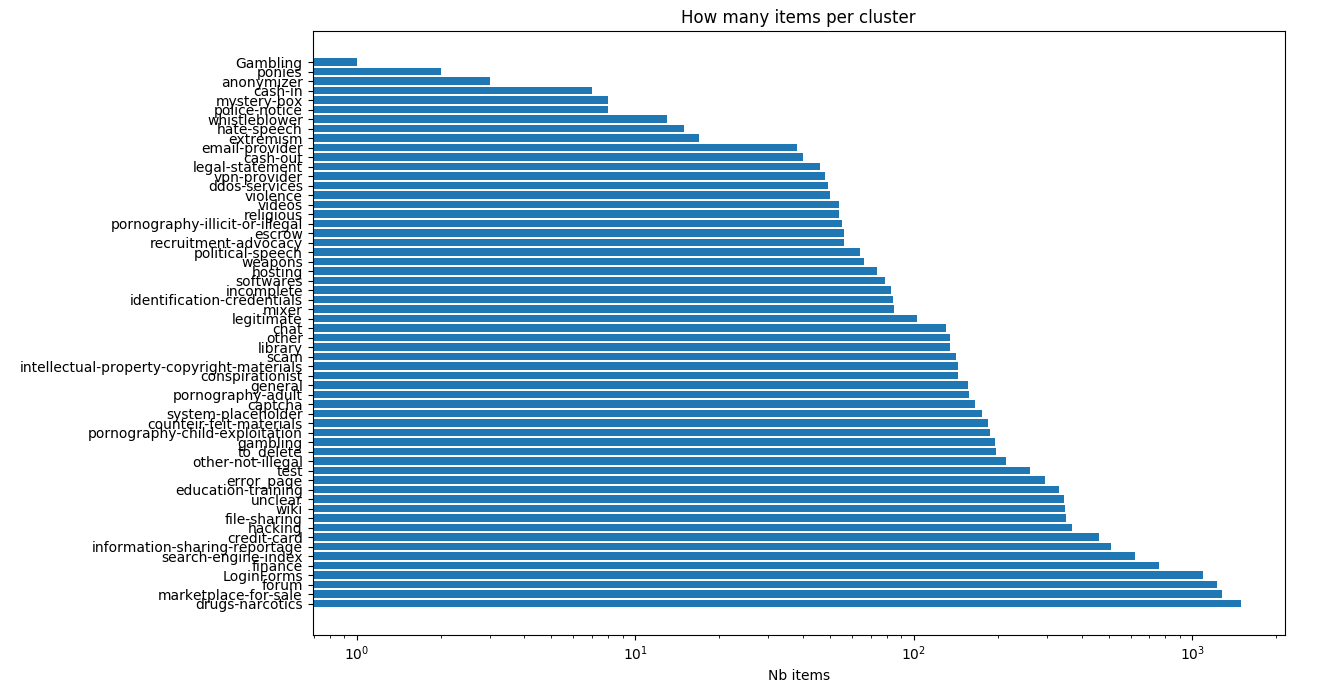 How many items per cluster
Gambling
ponies
anonymizer
cash-in
mystery-box
police-notice
whistleblower
hate-speech
extremism
email-provider
cash-out
legal-statement
vpn-provider
ddos-services
violence
videos
religious
pornography-illicit-or-illegal
escrow
recruitment-advocacy
political-speech
weapons
hosting
softwares
incomplete
identification-credentials
mixer
legitimate
chat
other
library
scam
intellectual-property-copyright-materials
conspirationist
general
pornography-adult
captcha
system-placeholder
counteir-feit-materials
pornography-child-exploitation
gambling
to_delete
other-not-illegal
test
error_page
education-training
unclear
wiki
file-sharing
hacking
credit-card
information-sharing-reportage
search-engine-index
finance
LoginForms
forum
marketplace-for-sale
drugs-narcotics
10⁰ 10¹ 10² 10³
Nb items